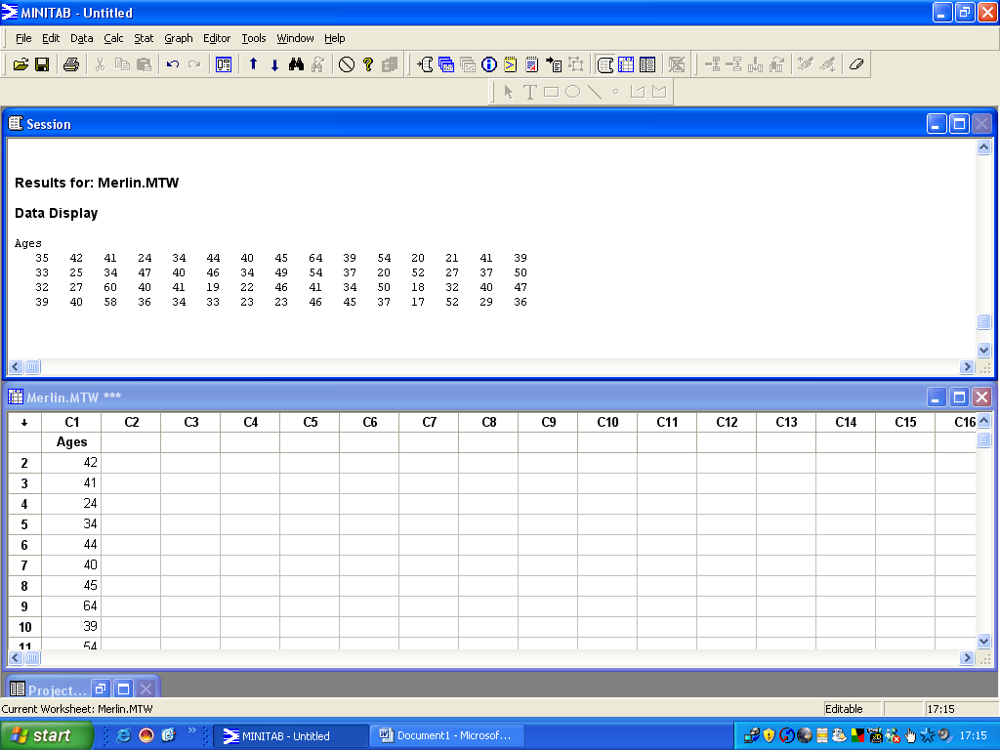 MINITAB - Untitled
File Edit Data Calc Stat Graph Editor Tools Window Help
Session
Results for: Merlin.MTW
Data Display
Ages
35 42 41 24 34 44 40 45 64 39 54 20 21 41 39
33 25 34 47 40 46 34 49 54 37 20 52 27 37 50
32 27 60 40 41 19 22 46 41 34 50 18 32 40 47
39 40 58 36 34 33 23 23 46 45 37 17 52 29 36
Merlin.MTW ***
C1 C2 C3 C4 C5 C6 C7 C8 C9 C10 C11 C12 C13 C14 C15 C16
Ages
2 42
3 41
4 24
5 34
6 44
7 40
8 45
9 64
10 39
11 54
Project...
Current Worksheet: Merlin.MTW Editable 17:15
start MINITAB - Untitled Document1 - Microsof... 17:15